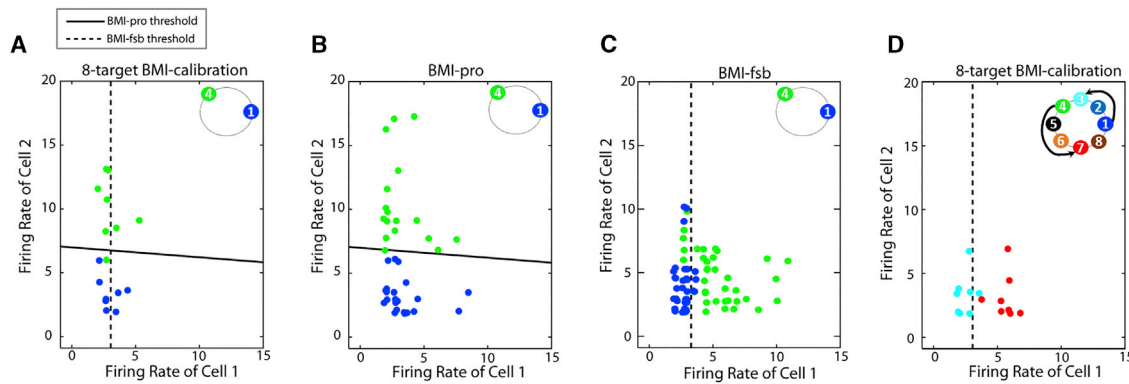 BMI-pro threshold
BMI-fsb threshold
A
8-target BMI-calibration
4
1
20
15
10
5
0
Firing Rate of Cell 2
0 5 10 15
Firing Rate of Cell 1
B
BMI-pro
4
1
20
15
10
5
0
Firing Rate of Cell 2
0 5 10 15
Firing Rate of Cell 1
C
BMI-fsb
4
1
20
15
10
5
0
Firing Rate of Cell 2
0 5 10 15
Firing Rate of Cell 1
D
8-target BMI-calibration
3
4 2
5 1
6 8
7
20
15
10
5
0
Firing Rate of Cell 2
0 5 10 15
Firing Rate of Cell 1